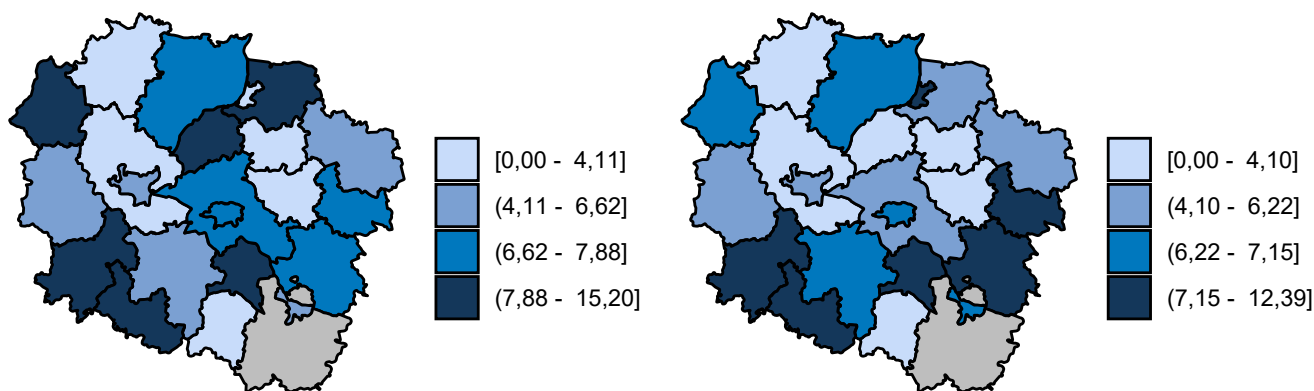 [0,00 - 4,11]
(4,11 - 6,62]
(6,62 - 7,88]
(7,88 - 15,20]
[0,00 - 4,10]
(4,10 - 6,22]
(6,22 - 7,15]
(7,15 - 12,39]